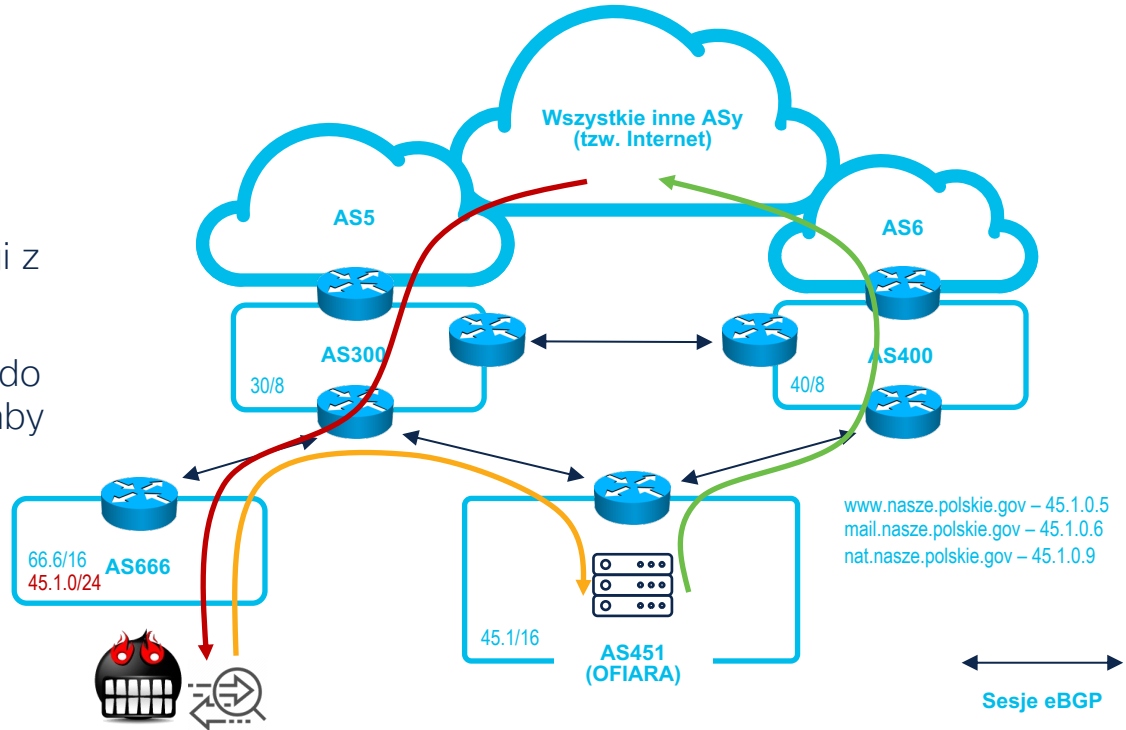 i z
do
by
Wszystkie inne ASy
(tzw. Internet)
AS5
AS6
AS300
30/8
AS400
40/8
66.6/16
45.1.0/24
AS666
45.1/16
AS451
(OFIARA)
www.nasze.polskie.gov – 45.1.0.5
mail.nasze.polskie.gov – 45.1.0.6
nat.nasze.polskie.gov – 45.1.0.9
Sesje eBGP